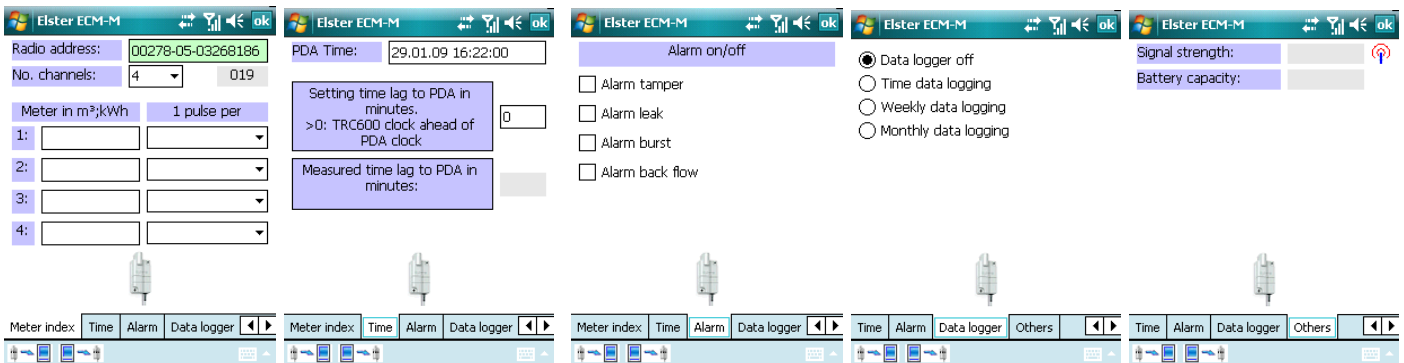 Elster ECM-M ok
Radio address: 00278-05-03268186
No. channels: 4 019
Meter in m³;kWh 1 pulse per
1:
2:
3:
4:
Meter index Time Alarm Data logger
Elster ECM-M ok
PDA Time: 29.01.09 16:22:00
Setting time lag to PDA in
minutes.
>0: TRC600 clock ahead of
PDA clock
0
Measured time lag to PDA in
minutes:
Meter index Time Alarm Data logger
Elster ECM-M ok
Alarm on/off
Alarm tamper
Alarm leak
Alarm burst
Alarm back flow
Meter index Time Alarm Data logger
Elster ECM-M ok
Data logger off
Time data logging
Weekly data logging
Monthly data logging
Time Alarm Data logger Others
Elster ECM-M ok
Signal strength:
Battery capacity:
Time Alarm Data logger Others